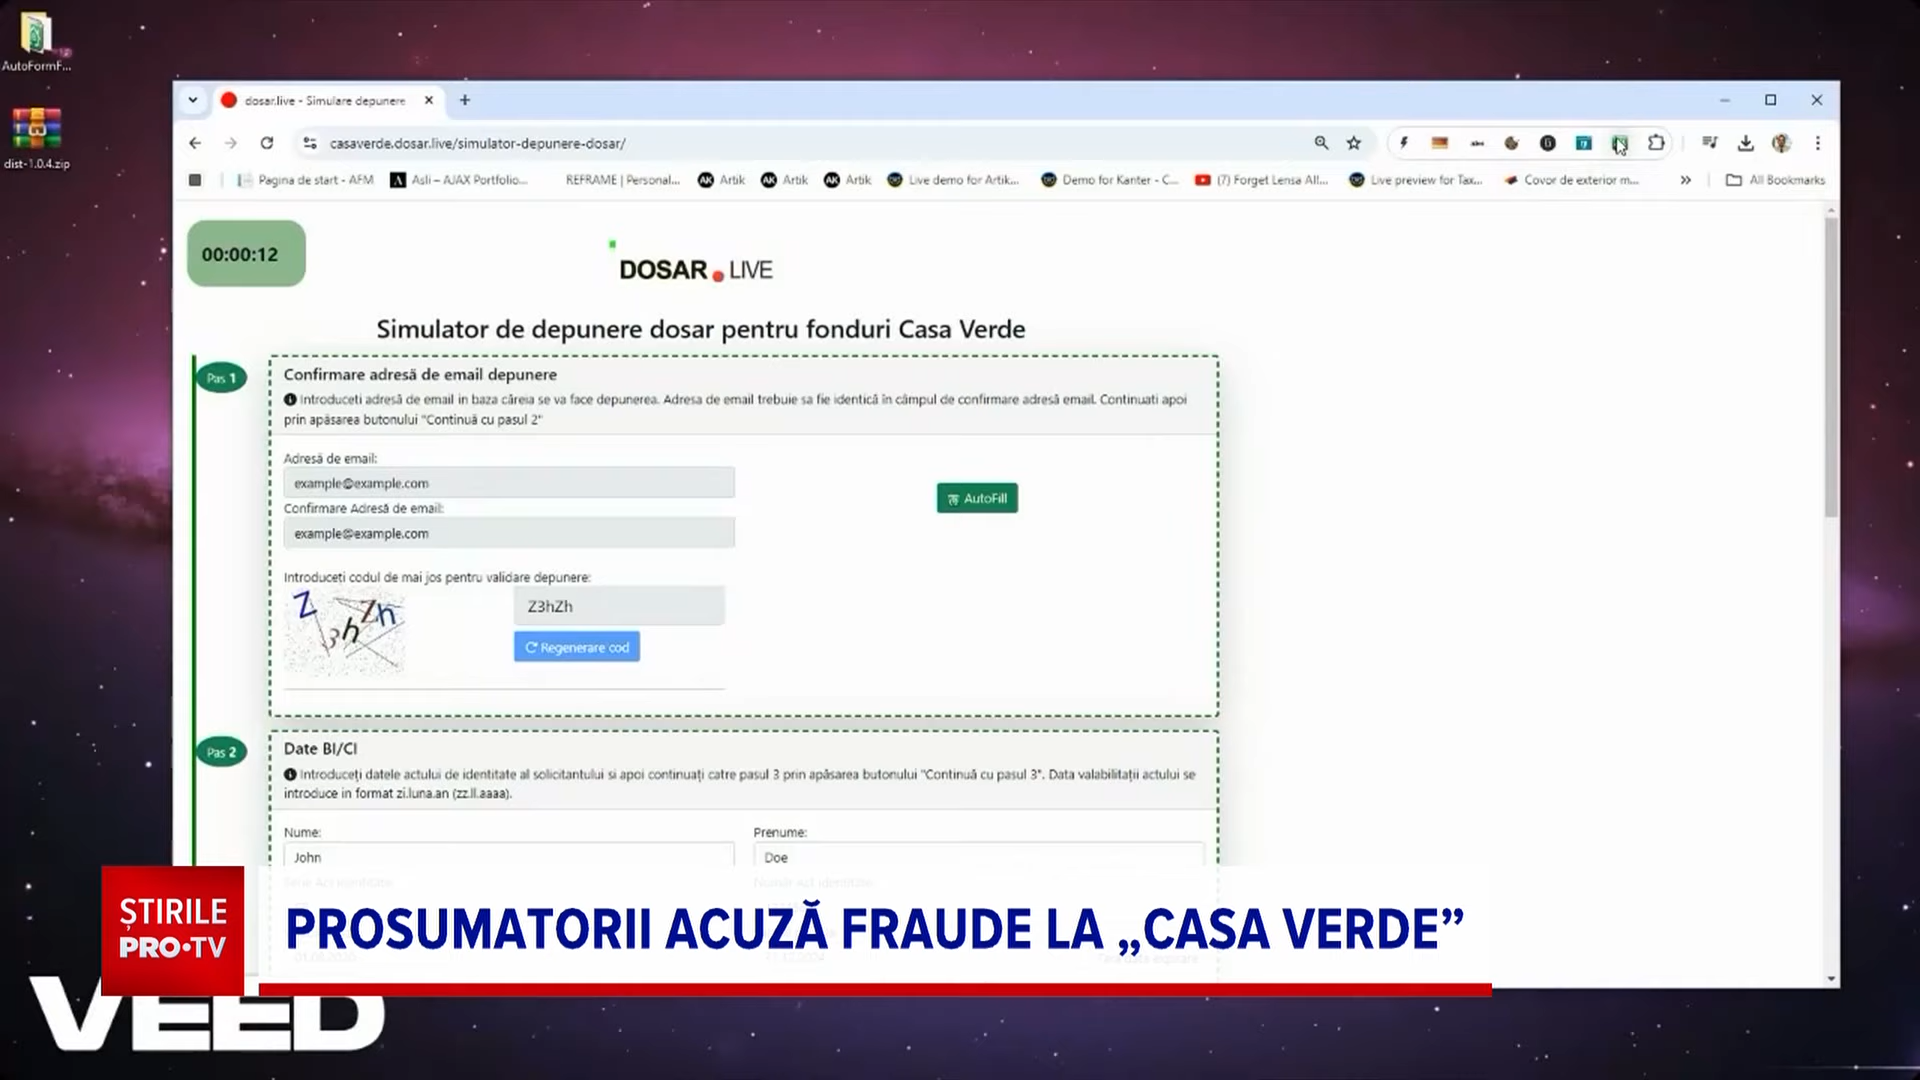 AutoFormF...
dist-1.0.4.zip
dosar.live - Simulare depunere
casaverde.dosar.live/simulator-depunere-dosar/
Pagina de start - AFM
Asli – AJAX Portfolio...
REFRAME | Personal...
Artik
Artik
Artik
Live demo for Artik...
Demo for Kanter - C...
(7) Forget Lensa All...
Live preview for Tax...
Covor de exterior m...
All Bookmarks
00:00:12
DOSAR.LIVE
Simulator de depunere dosar pentru fonduri Casa Verde
Pas 1
Confirmare adresă de email depunere
Introduceti adresă de email in baza căreia se va face depunerea. Adresa de email trebuie sa fie identică în câmpul de confirmare adresă email. Continuati apoi
prin apăsarea butonului "Continuă cu pasul 2"
Adresă de email:
example@example.com
AutoFill
Confirmare Adresă de email:
example@example.com
Introduceți codul de mai jos pentru validare depunere:
Z3hZh
Z3hZh
Regenerare cod
Pas 2
Date BI/CI
Introduceți datele actului de identitate al solicitantului si apoi continuați catre pasul 3 prin apăsarea butonului "Continuă cu pasul 3". Data valabilitații actului se
introduce in format zi.luna.an (zz.ll.aaaa).
Nume:
Prenume:
John
Doe
ȘTIRILE
PRO•TV
PROSUMATORII ACUZĂ FRAUDE LA „CASA VERDE”
VEED